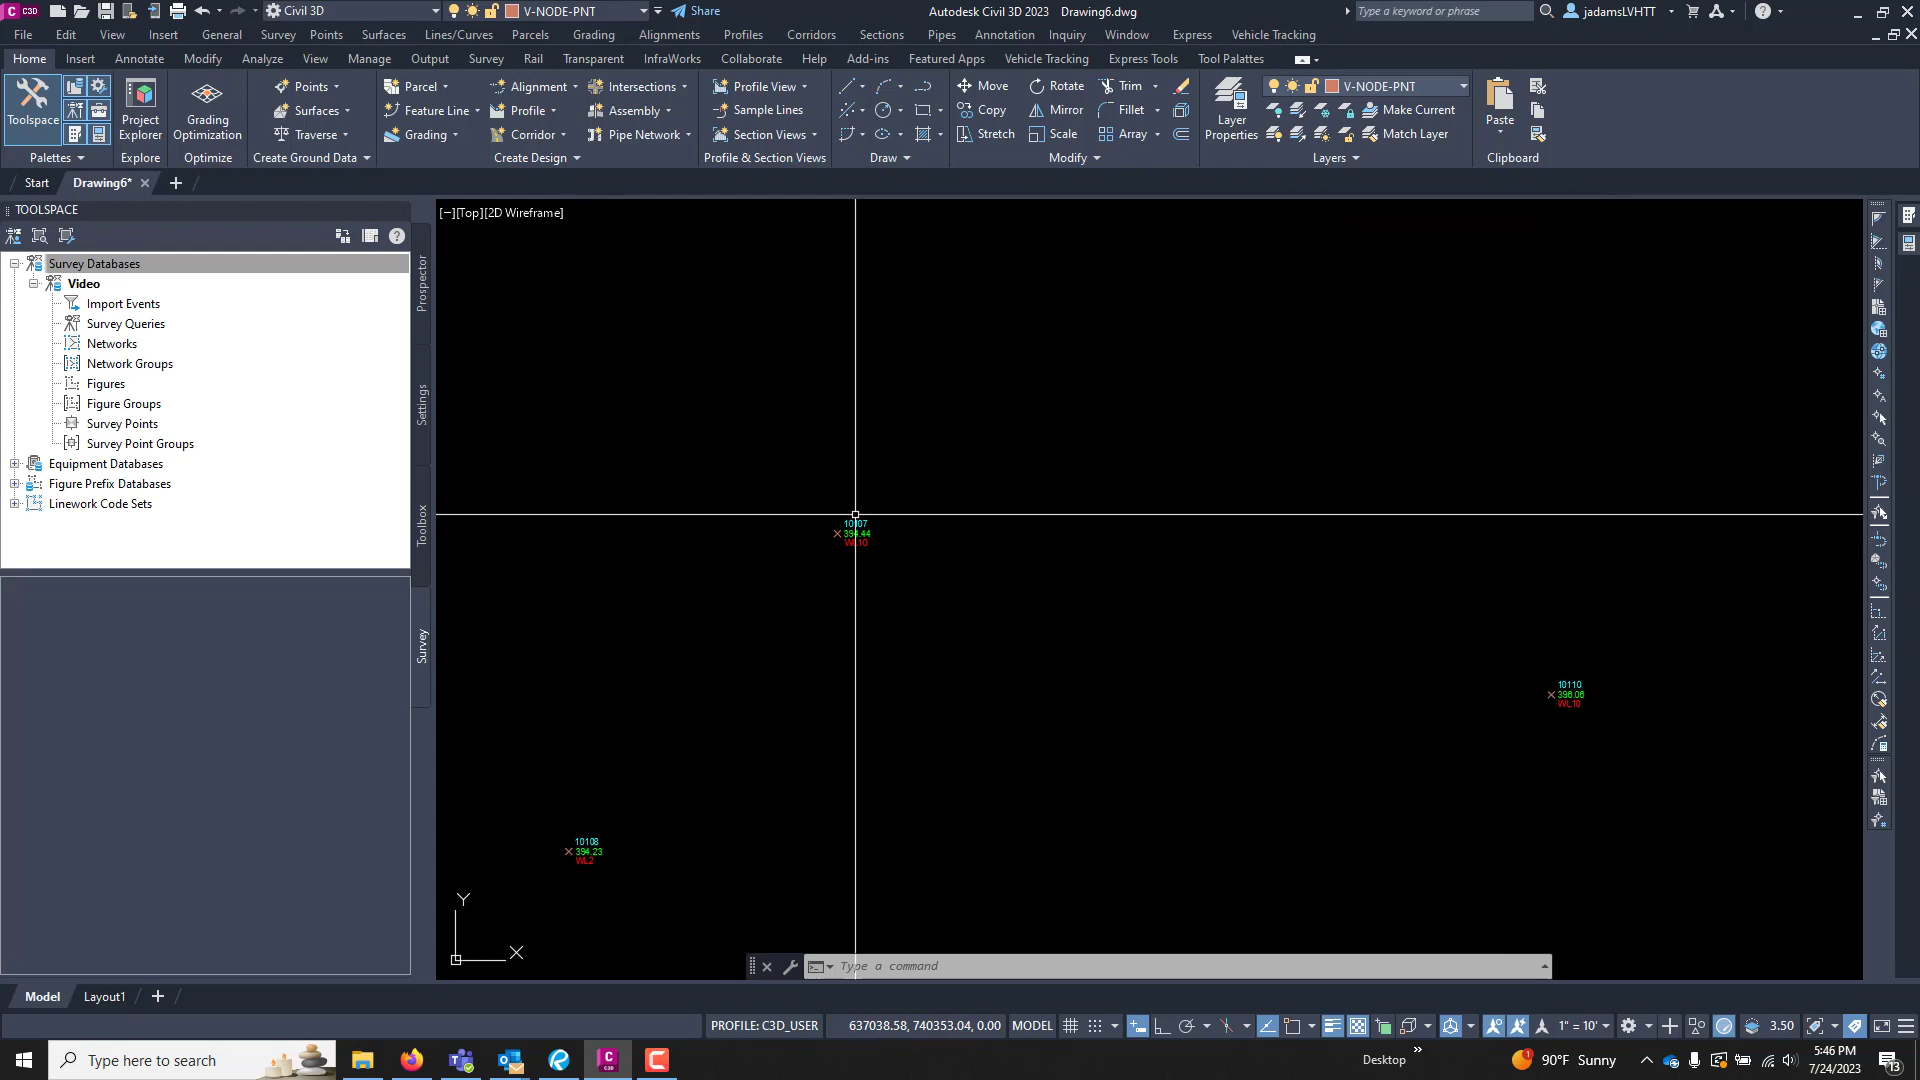 C3D
Civil 3D
V-NODE-PNT
Share
Autodesk Civil 3D 2023 Drawing6.dwg
Type a keyword or phrase
jadamsLVHTT
File Edit View Insert General Survey Points Surfaces Lines/Curves Parcels Grading Alignments Profiles Corridors Sections Pipes Annotation Inquiry Window Express Vehicle Tracking
Home Insert Annotate Modify Analyze View Manage Output Survey Rail Transparent InfraWorks Collaborate Help Add-ins Featured Apps Vehicle Tracking Express Tools Tool Palettes
Points Parcel Alignment Intersections Profile View Move Rotate Trim V-NODE-PNT
Toolspace Project Explorer Grading Optimization Surfaces Feature Line Profile Assembly Sample Lines Copy Mirror Fillet Layer Properties Make Current Paste
Traverse Grading Corridor Pipe Network Section Views Stretch Scale Array Match Layer
Palettes Explore Optimize Create Ground Data Create Design Profile & Section Views Draw Modify Layers Clipboard
Start Drawing6*
TOOLSPACE
[−][Top][2D Wireframe]
Survey Databases
Video
Import Events
Survey Queries
Networks
Network Groups
Figures
Figure Groups
Survey Points
Survey Point Groups
Equipment Databases
Figure Prefix Databases
Linework Code Sets
Prospector
Settings
Toolbox
Survey
10107
394.44
WL10
10110
396.06
WL10
10108
394.23
WL2
Y
X
Type a command
Model Layout1
PROFILE: C3D_USER 637038.58, 740353.04, 0.00 MODEL 1" = 10' 3.50
Type here to search
Desktop
90°F Sunny
5:46 PM
7/24/2023
13